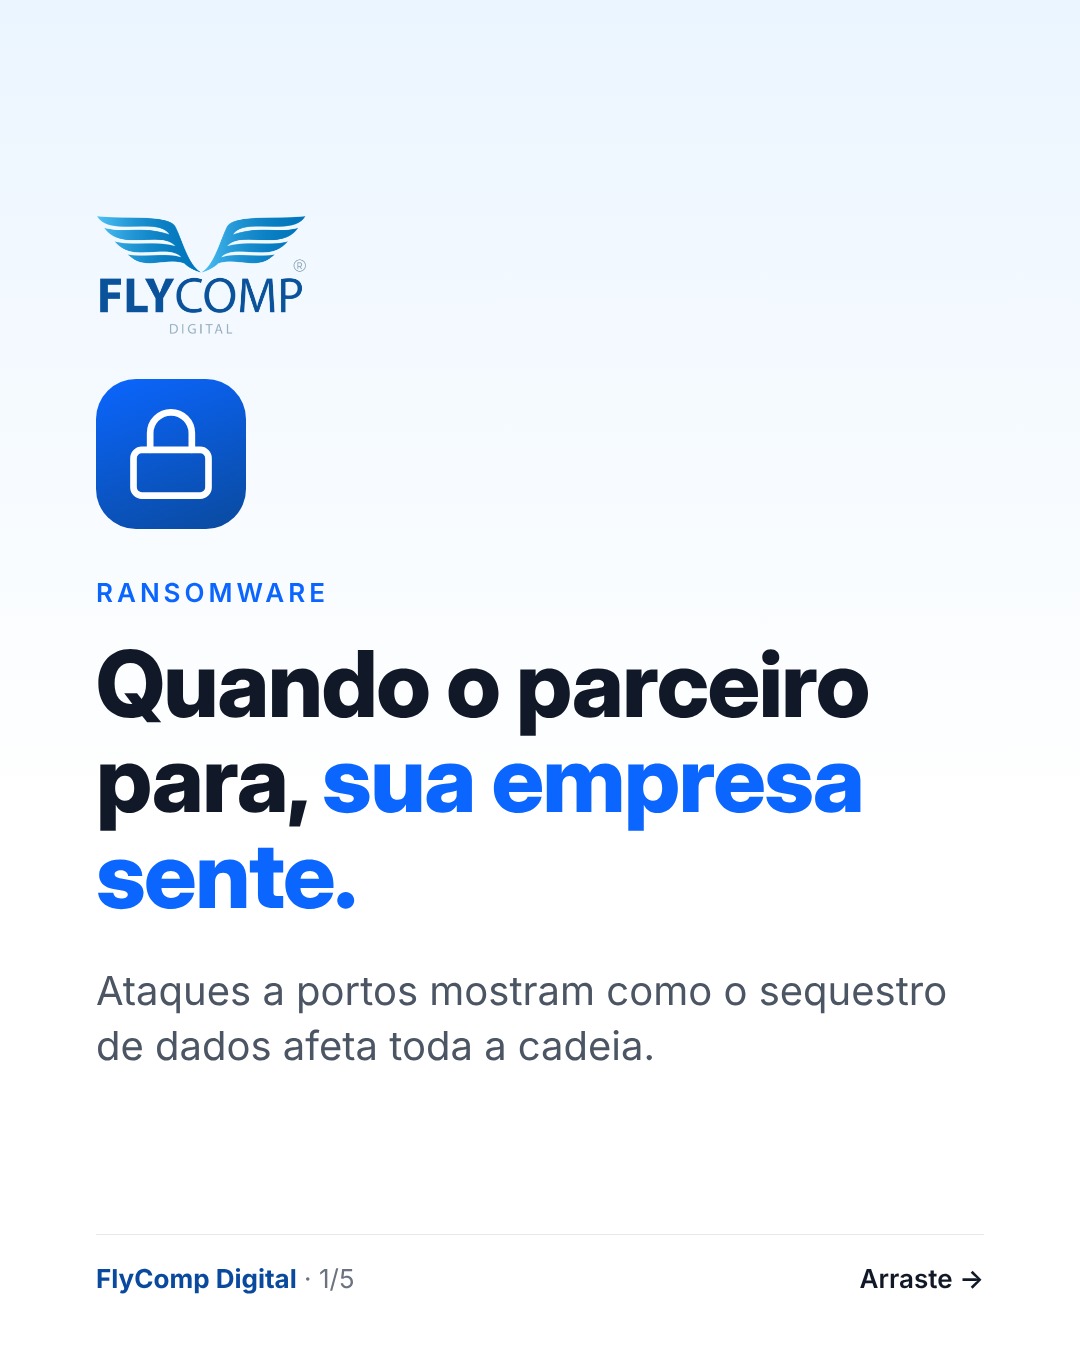 FLYCOMP®
DIGITAL
RANSOMWARE
Quando o parceiro
para, sua empresa
sente.
Ataques a portos mostram como o sequestro
de dados afeta toda a cadeia.
FlyComp Digital · 1/5
Arraste →